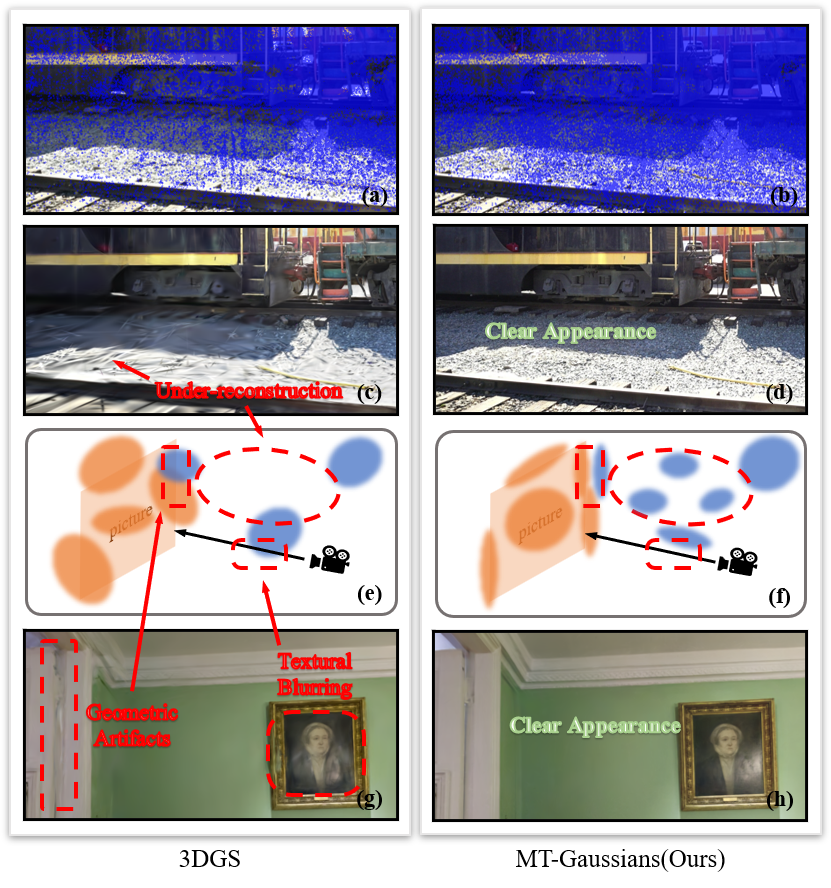 (a)
(b)
Under-reconstruction
(c)
Clear Appearance
(d)
picture
(e)
picture
(f)
Textural
Blurring
Geometric
Artifacts
(g)
Clear Appearance
(h)
3DGS
MT-Gaussians(Ours)